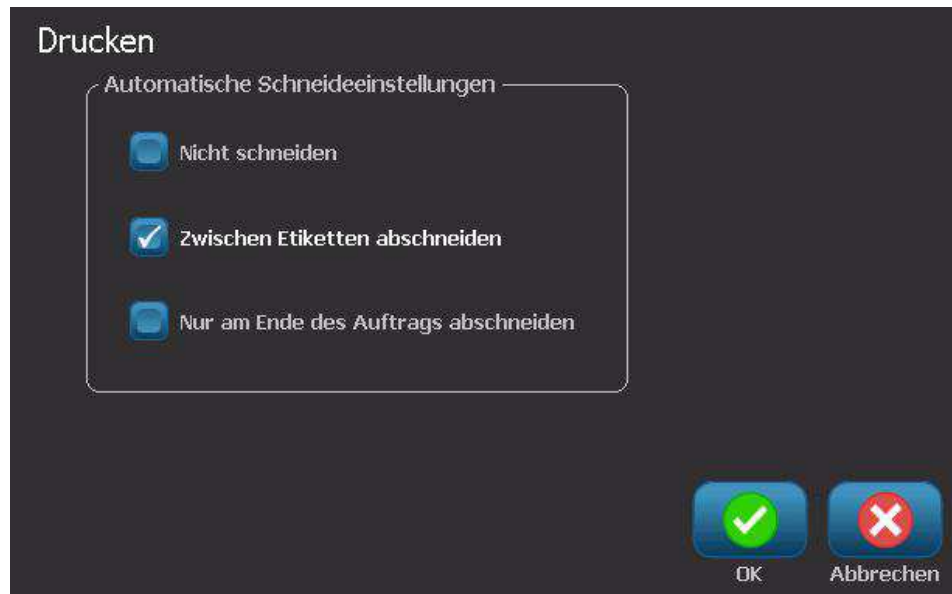 Drucken
Automatische Schneideeinstellungen
Nicht schneiden
Zwischen Etiketten abschneiden
Nur am Ende des Auftrags abschneiden
OK
Abbrechen